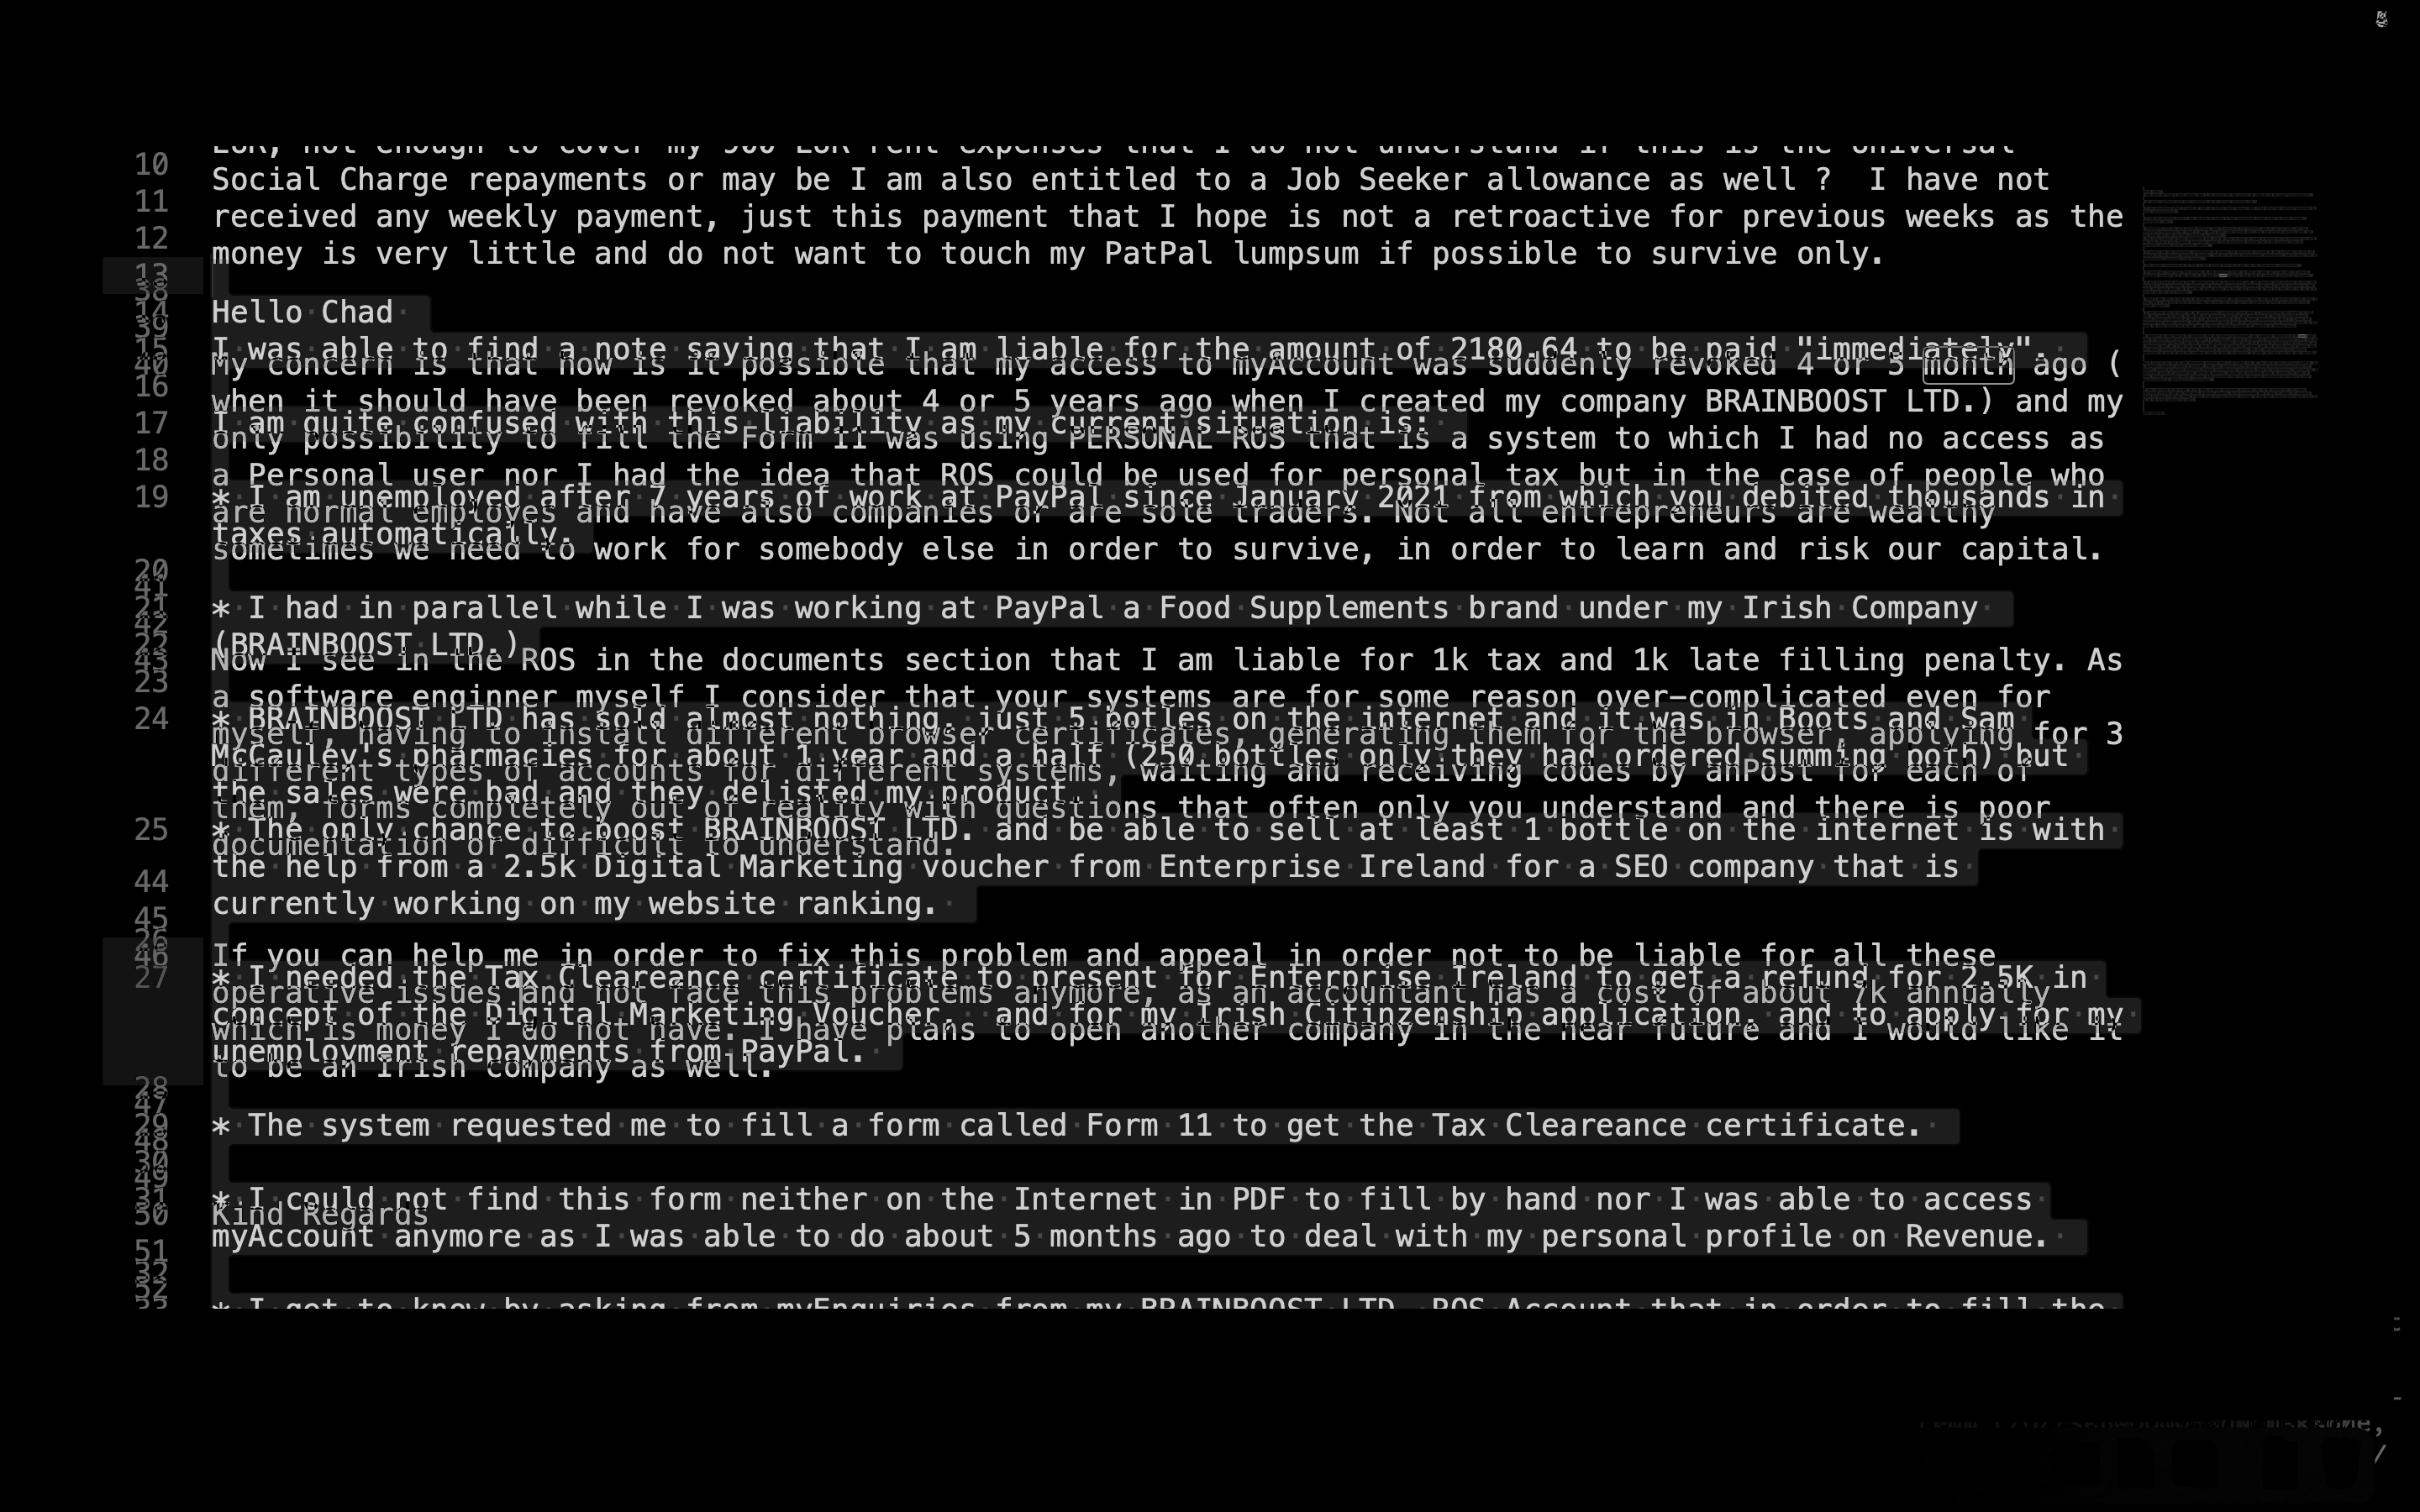 EUR, not enough to cover my 900 EUR rent expenses that I do not understand if this is the Universal
10
Social Charge repayments or may be I am also entitled to a Job Seeker allowance as well ?  I have not
11
received any weekly payment, just this payment that I hope is not a retroactive for previous weeks as the
12
money is very little and do not want to touch my PatPal lumpsum if possible to survive only.
13
38
14
Hello Chad
39
15
I was able to find a note saying that I am liable for the amount of 2180.64 to be paid "immediately".
40
My concern is that how is it possible that my access to myAccount was suddenly revoked 4 or 5 month ago (
16
when it should have been revoked about 4 or 5 years ago when I created my company BRAINBOOST LTD.) and my
17
I am quite confused with this liability as my current situation is:
only possibility to fill the Form 11 was using PERSONAL ROS that is a system to which I had no access as
18
a Personal user nor I had the idea that ROS could be used for personal tax but in the case of people who
19
* I am unemployed after 7 years of work at PayPal since January 2021 from which you debited thousands in
are normal employes and have also companies or are sole traders. Not all entrepreneurs are wealthy
taxes automatically.
sometimes we need to work for somebody else in order to survive, in order to learn and risk our capital.
20
41
21
* I had in parallel while I was working at PayPal a Food Supplements brand under my Irish Company
42
22
(BRAINBOOST LTD.)
43
Now I see in the ROS in the documents section that I am liable for 1k tax and 1k late filling penalty. As
23
a software enginner myself I consider that your systems are for some reason over-complicated even for
24
* BRAINBOOST LTD has sold almost nothing, just 5 bottles on the internet and it was in Boots and Sam
myself, having to install different browser certificates, generating them for the browser, applying for 3
McCauley's pharmacies for about 1 year and a half (250 bottles only they had ordered summing both) but
different types of accounts for different systems, waiting and receiving codes by anPost for each of
the sales were bad and they delisted my product.
them, forms completely out of reality with questions that often only you understand and there is poor
25
* The only chance to boost BRAINBOOST LTD. and be able to sell at least 1 bottle on the internet is with
documentation or difficult to understand.
the help from a 2.5k Digital Marketing voucher from Enterprise Ireland for a SEO company that is
44
currently working on my website ranking.
45
26
46
If you can help me in order to fix this problem and appeal in order not to be liable for all these
27
* I needed the Tax Cleareance certificate to present for Enterprise Ireland to get a refund for 2.5K in
operative issues and not face this problems anymore, as an accountant has a cost of about 7k annually
concept of the Digital Marketing Voucher, and for my Irish Citinzenship application, and to apply for my
which is money I do not have. I have plans to open another company in the near future and I would like it
unemployment repayments from PayPal.
to be an Irish company as well.
28
47
29
* The system requested me to fill a form called Form 11 to get the Tax Cleareance certificate.
48
30
49
31
* I could not find this form neither on the Internet in PDF to fill by hand nor I was able to access
50
Kind Regards
myAccount anymore as I was able to do about 5 months ago to deal with my personal profile on Revenue.
51
32
52
33
* I got to know by asking from myEnquiries from my BRAINBOOST LTD. ROS Account that in order to fill the